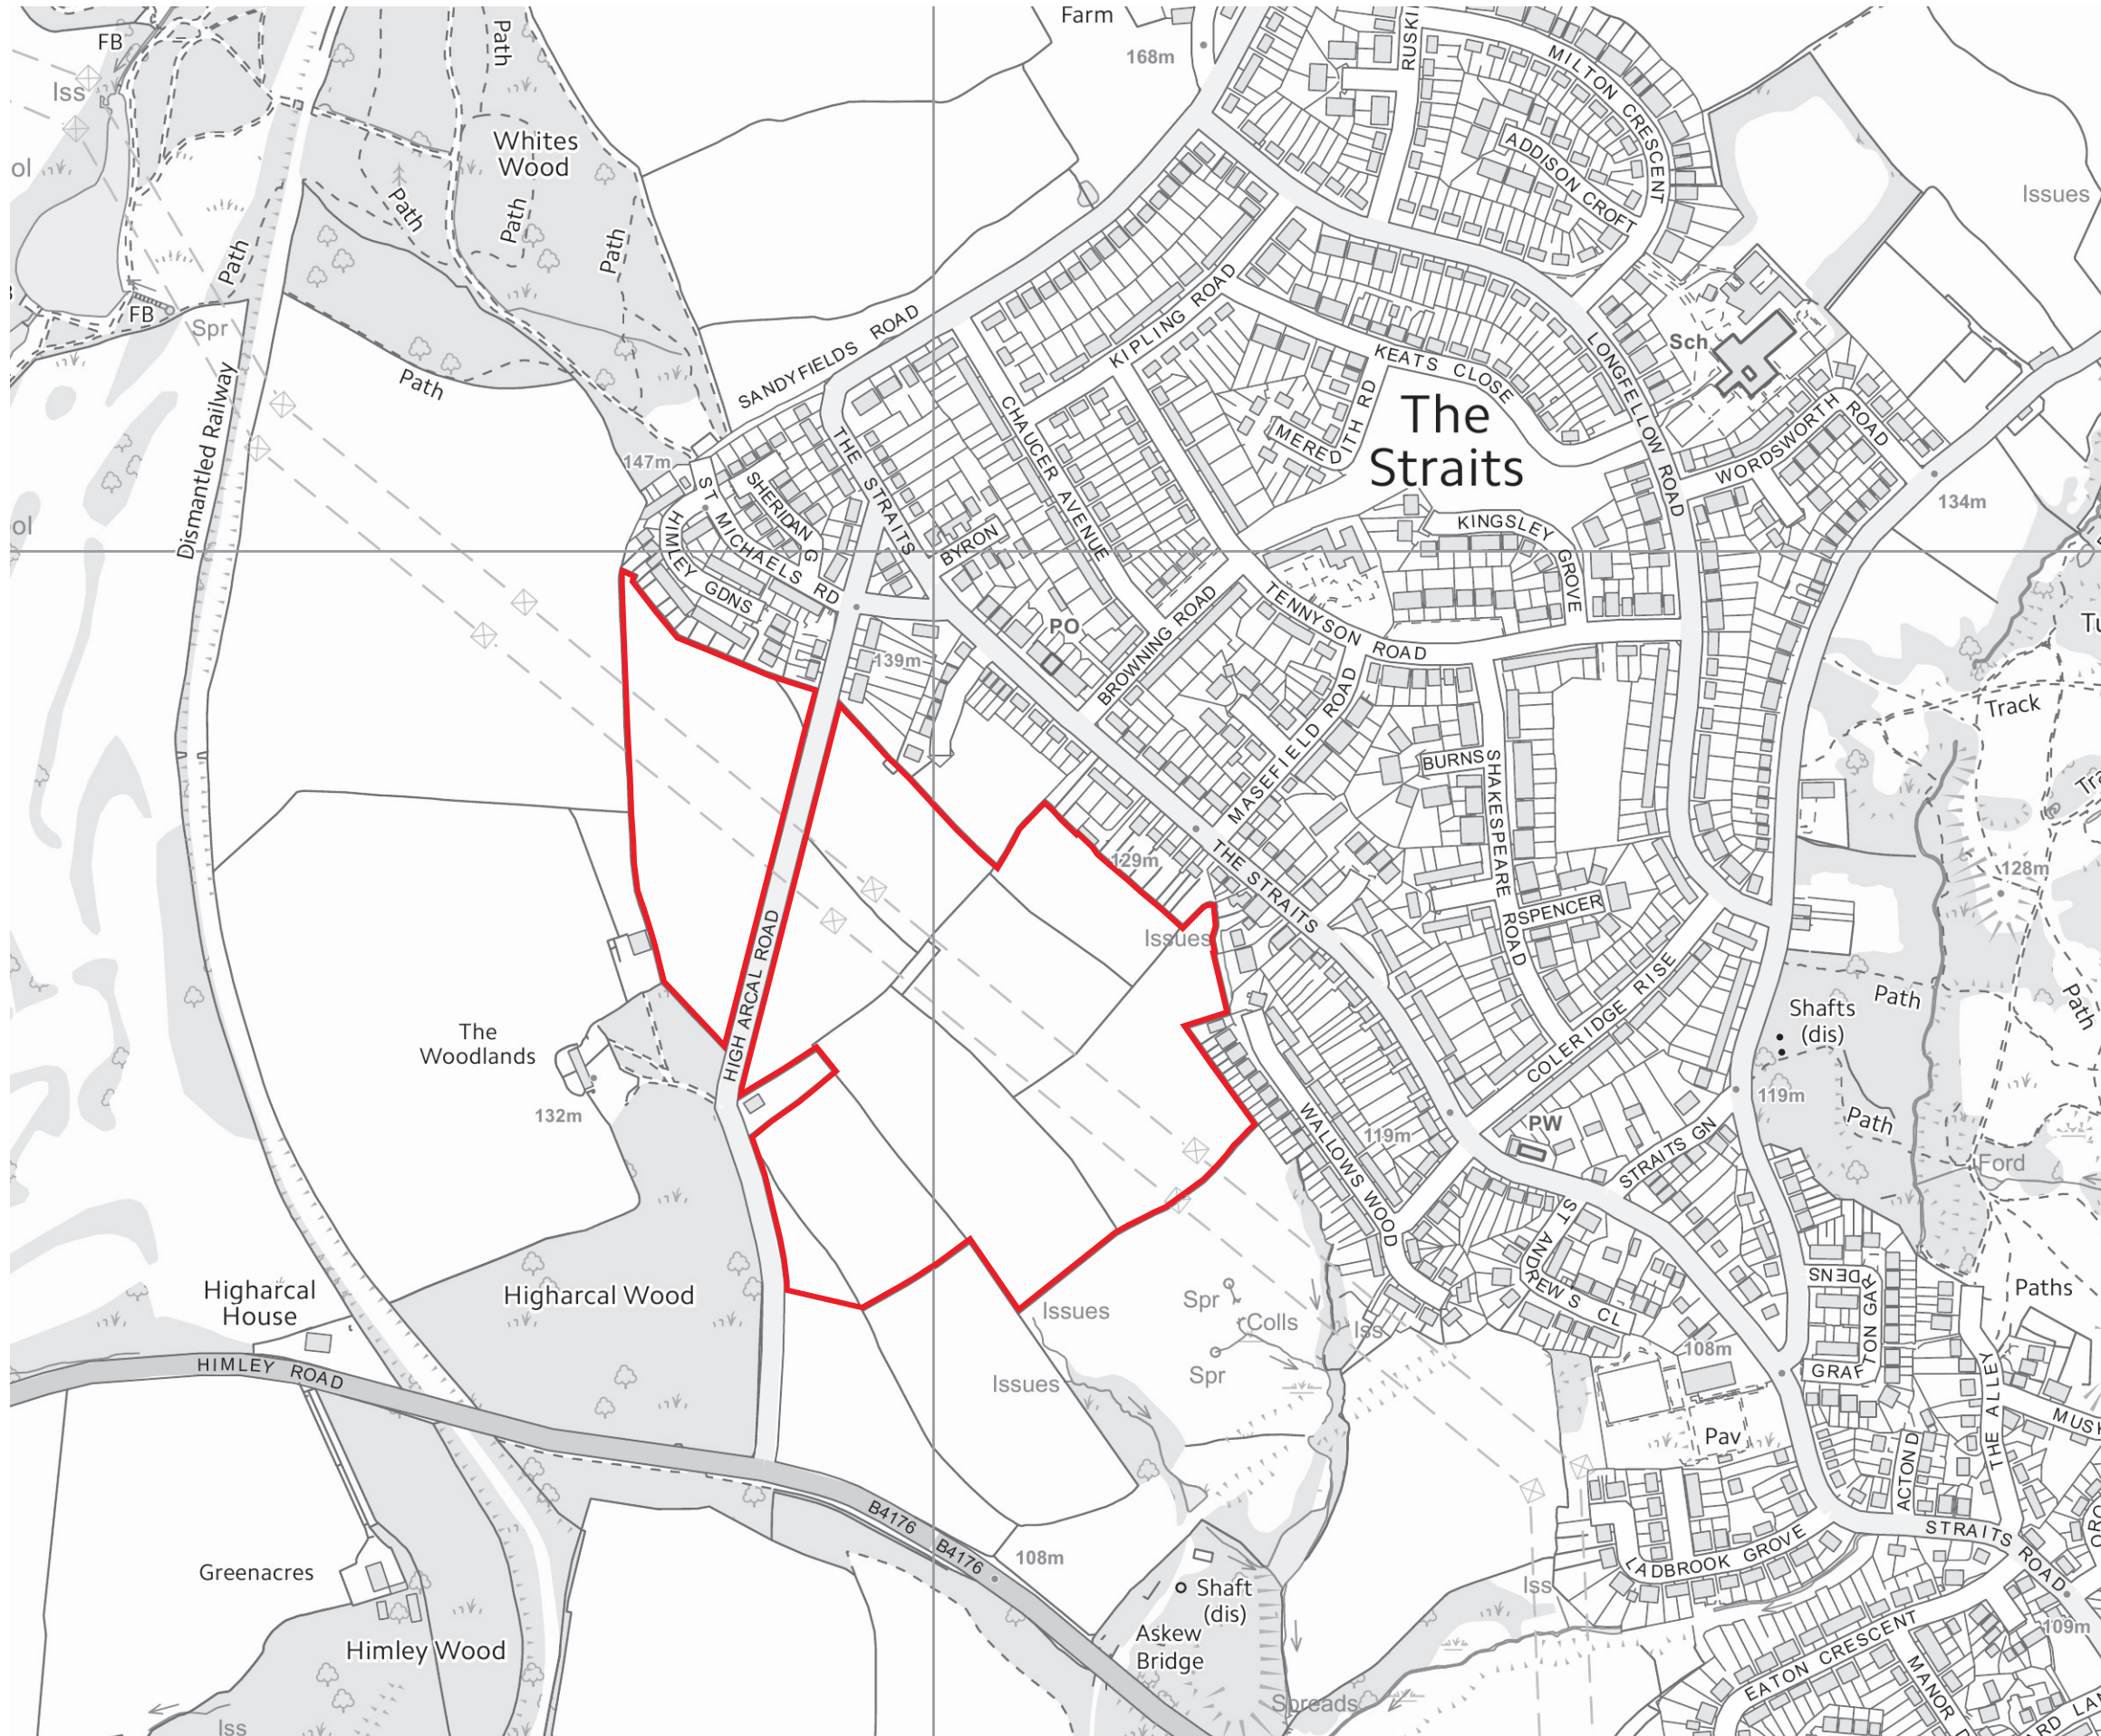 Farm
168m
FB
Path
Iss
Whites
Wood
Path
Path
Path
Path
FB
Spr
Path
Dismantled Railway
MILTON CRESCENT
ADDISON CROFT
Issues
SANDYFIELDS ROAD
KIPLING ROAD
KEATS CLOSE
LONGFELLOW ROAD
Sch
WORDSWORTH
ROAD
MEREDITH RD
The
Straits
CHAUCER AVENUE
THE STRAITS
147m
ST MICHAELS RD
SHERIDAN G
HIMLEY GDNS
BYRON
KINGSLEY GROVE
134m
PO
139m
BROWNING ROAD
TENNYSON ROAD
MASEFIELD ROAD
BURNS
SHAKESPEARE ROAD
SPENCER
Track
128m
129m
THE STRAITS
Issues
HIGH ARCAL ROAD
COLERIDGE RISE
Path
Path
Shafts
(dis)
The
Woodlands
132m
119m
Path
PW
WALLOWS WOOD
119m
STRAITS GN
Ford
ST ANDREW'S CL
Higharcal
House
Higharcal Wood
Spr
Issues
rColls
Iss
Spr
Issues
108m
GRAFTON GARDENS
Paths
THE ALLEY
HIMLEY ROAD
Pav
ACTON D
B4176
B4176
108m
STRAITS ROAD
LADBROOK GROVE
Greenacres
Shaft
(dis)
Iss
Askew
Bridge
Himley Wood
109m
EATON CRESCENT
MANOR
Spreads
Iss